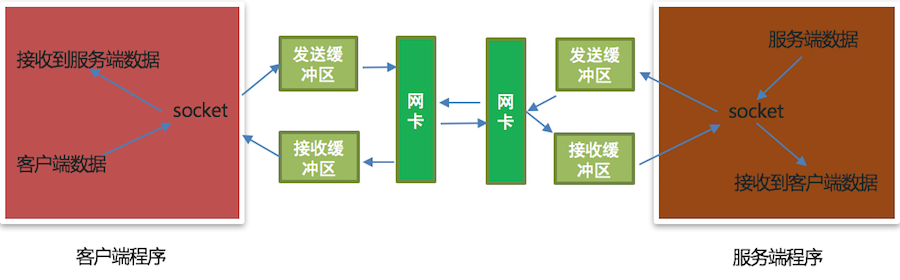 接收到服务端数据
socket
客户端数据
发送缓
冲区
接收缓
冲区
网
卡
网
卡
发送缓
冲区
接收缓
冲区
服务端数据
socket
接收到客户端数据
客户端程序
服务端程序